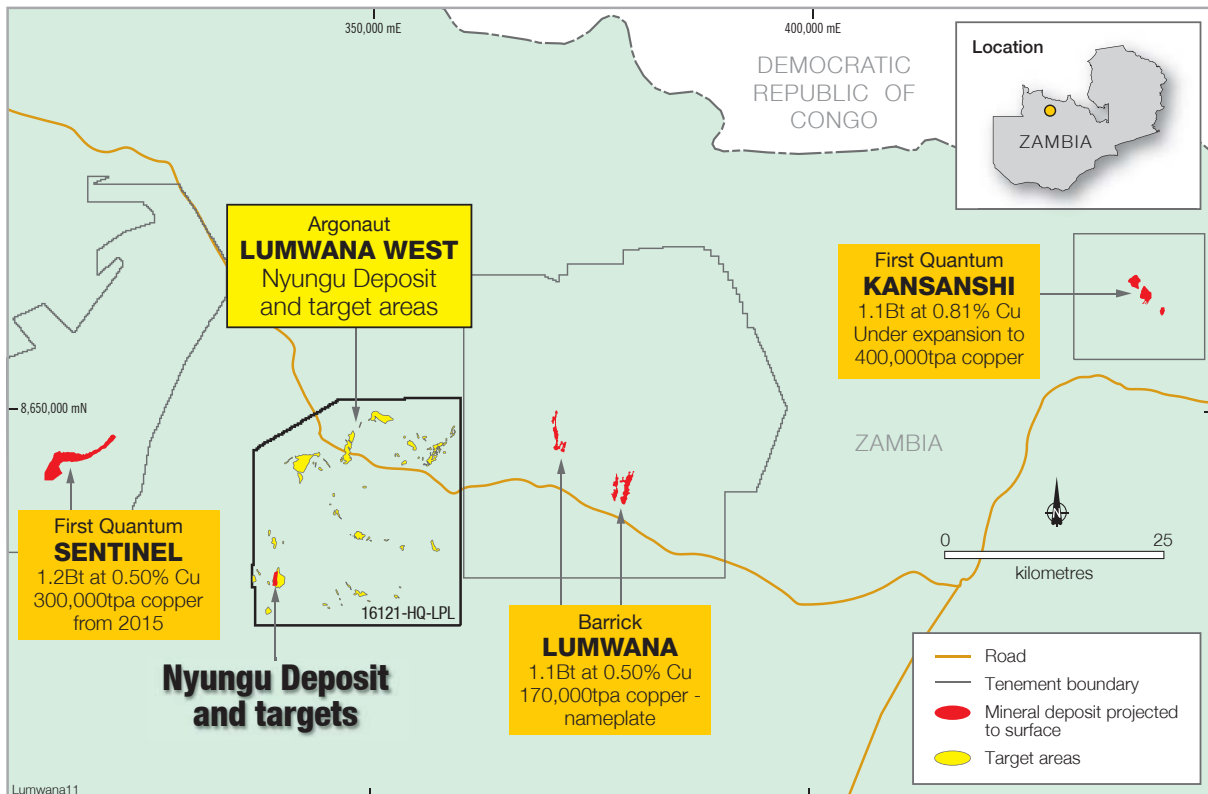 350,000 mE
400,000 mE
DEMOCRATIC
REPUBLIC OF
CONGO
Location
ZAMBIA
Argonaut
LUMWANA WEST
Nyungu Deposit
and target areas
First Quantum
KANSANSHI
1.1Bt at 0.81% Cu
Under expansion to
400,000tpa copper
8,650,000 mN
ZAMBIA
First Quantum
SENTINEL
1.2Bt at 0.50% Cu
300,000tpa copper
from 2015
16121-HQ-LPL
Nyungu Deposit
and targets
Barrick
LUMWANA
1.1Bt at 0.50% Cu
170,000tpa copper -
nameplate
N
0
25
kilometres
Road
Tenement boundary
Mineral deposit projected
to surface
Target areas
Lumwana11